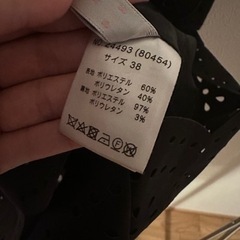 24493 (80454)
サイズ 38
表地 ポリエステル 60%
ポリウレタン 40%
裏地 ポリエステル 97%
ポリウレタン 3%